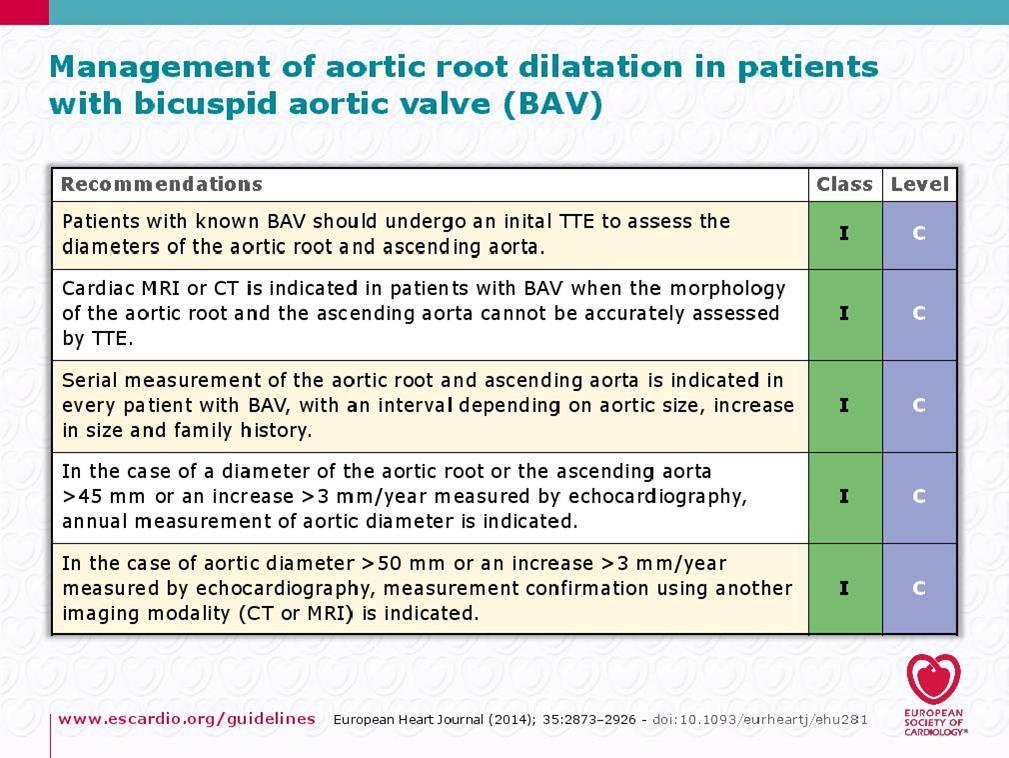 Management of aortic root dilatation in patients
with bicuspid aortic valve (BAV)
Recommendations Class Level
Patients with known BAV should undergo an inital TTE to assess the
diameters of the aortic root and ascending aorta.
I C
Cardiac MRI or CT is indicated in patients with BAV when the morphology
of the aortic root and the ascending aorta cannot be accurately assessed
by TTE.
I C
Serial measurement of the aortic root and ascending aorta is indicated in
every patient with BAV, with an interval depending on aortic size, increase
in size and family history.
I C
In the case of a diameter of the aortic root or the ascending aorta
>45 mm or an increase >3 mm/year measured by echocardiography,
annual measurement of aortic diameter is indicated.
I C
In the case of aortic diameter >50 mm or an increase >3 mm/year
measured by echocardiography, measurement confirmation using another
imaging modality (CT or MRI) is indicated.
I C
www.escardio.org/guidelines European Heart Journal (2014); 35:2873–2926 - doi:10.1093/eurheartj/ehu281
EUROPEAN
SOCIETY OF
CARDIOLOGY®